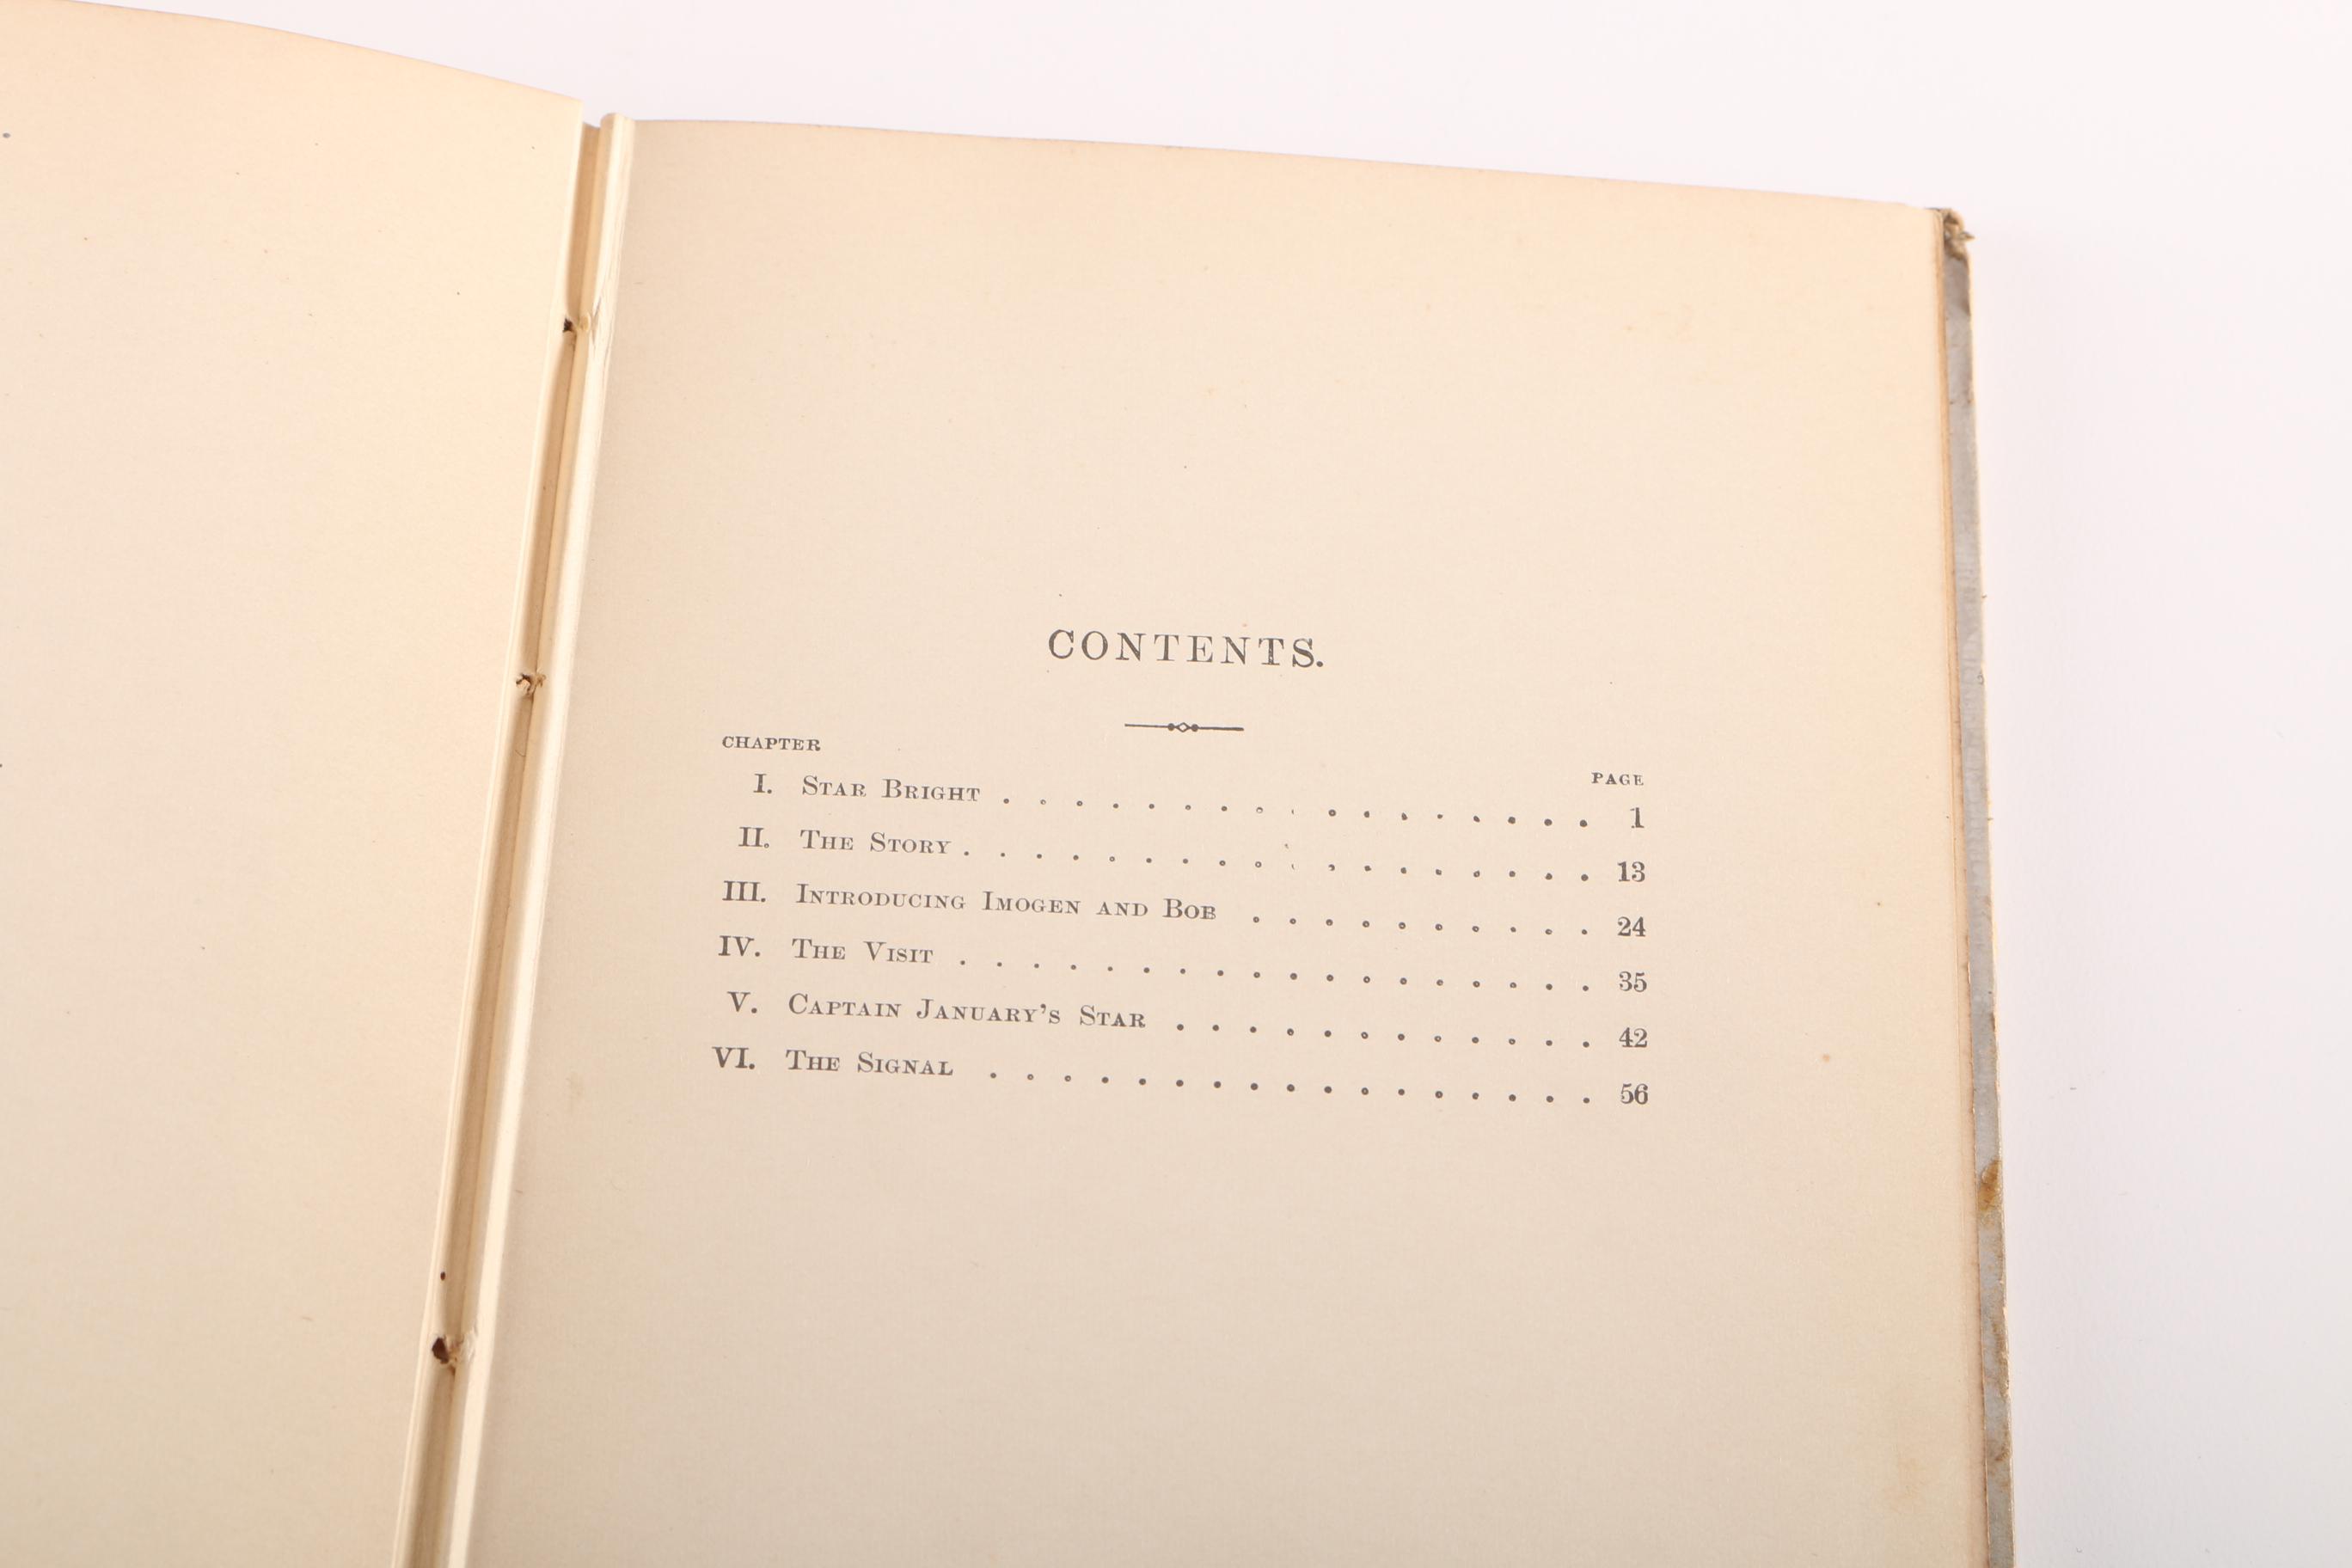 CONTENTS.
CHAPTER PAGE
I. STAR BRIGHT . . . . . . . . . . . . . . . . . 1
II. THE STORY . . . . . . . . . . . . . . . . . . 13
III. INTRODUCING IMOGEN AND BOB . . . . . . . . . . 24
IV. THE VISIT . . . . . . . . . . . . . . . . . . 35
V. CAPTAIN JANUARY'S STAR . . . . . . . . . . . . 42
VI. THE SIGNAL . . . . . . . . . . . . . . . . . 56